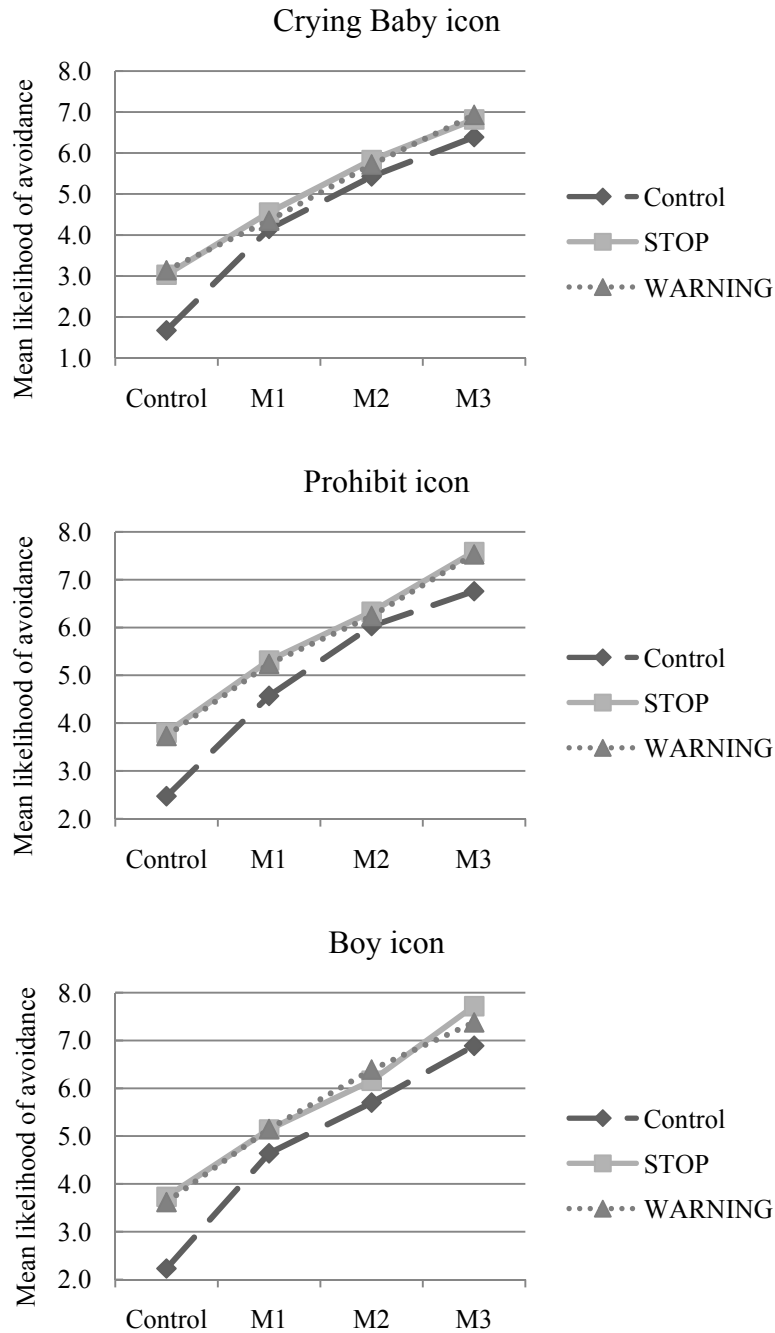 Crying Baby icon
Mean likelihood of avoidance
8.0
7.0
6.0
5.0
4.0
3.0
2.0
1.0
Control M1 M2 M3
Control
STOP
WARNING
Prohibit icon
Mean likelihood of avoidance
8.0
7.0
6.0
5.0
4.0
3.0
2.0
Control M1 M2 M3
Control
STOP
WARNING
Boy icon
Mean likelihood of avoidance
8.0
7.0
6.0
5.0
4.0
3.0
2.0
Control M1 M2 M3
Control
STOP
WARNING